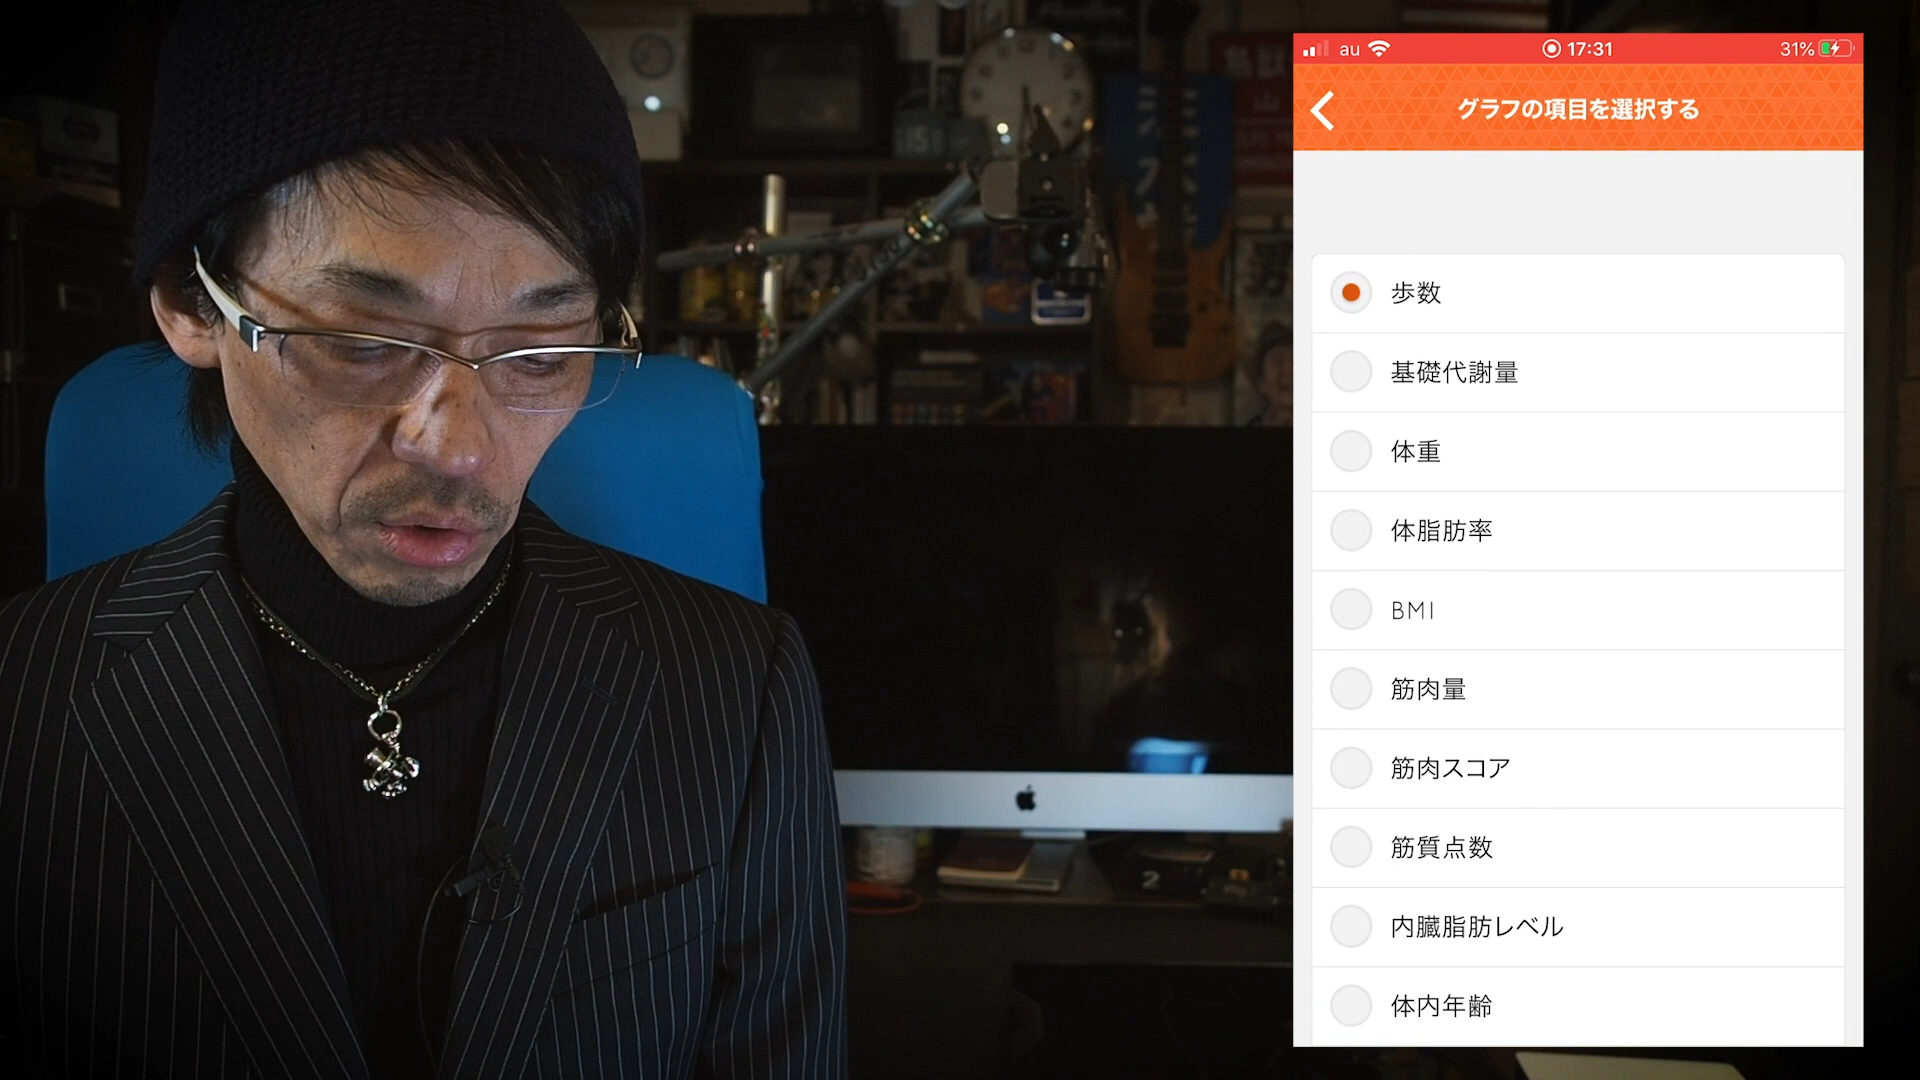 au 17:31 31%
グラフの項目を選択する
歩数
基礎代謝量
体重
体脂肪率
BMI
筋肉量
筋肉スコア
筋質点数
内臓脂肪レベル
体内年齢
2